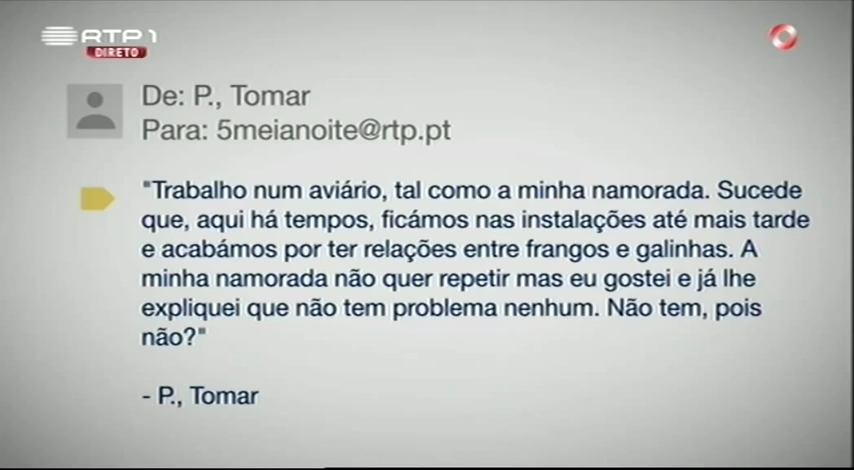 RTP1
DIRETO
De: P., Tomar
Para: 5meianoite@rtp.pt
"Trabalho num aviário, tal como a minha namorada. Sucede
que, aqui há tempos, ficámos nas instalações até mais tarde
e acabámos por ter relações entre frangos e galinhas. A
minha namorada não quer repetir mas eu gostei e já lhe
expliquei que não tem problema nenhum. Não tem, pois
não?"
- P., Tomar